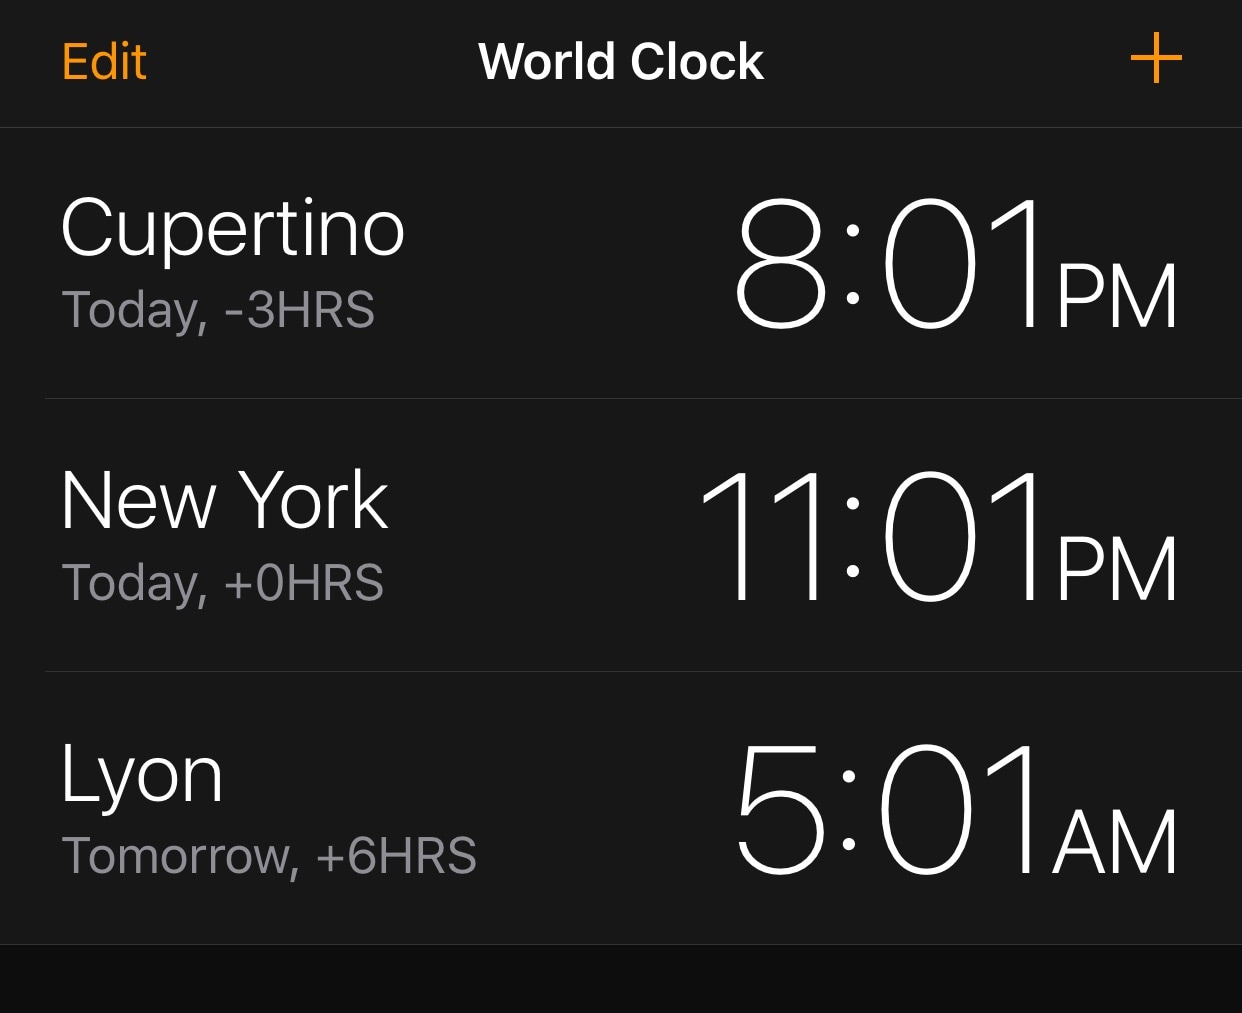 Edit World Clock +
Cupertino 8:01PM
Today, -3HRS
New York 11:01PM
Today, +0HRS
Lyon 5:01AM
Tomorrow, +6HRS